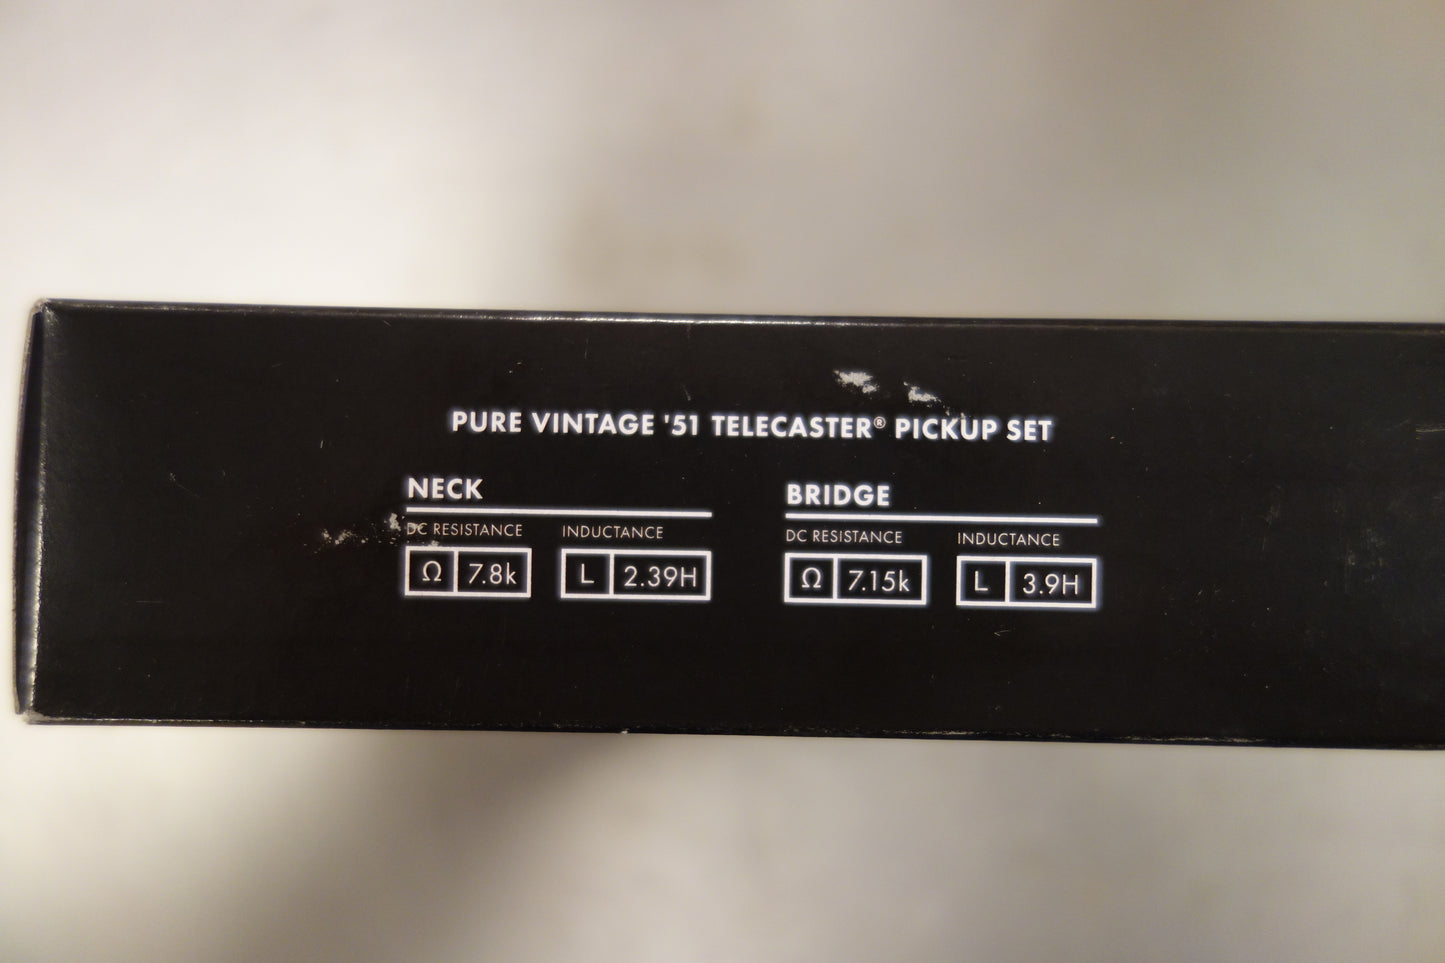 PURE VINTAGE '51 TELECASTER® PICKUP SET
NECK
DC RESISTANCE INDUCTANCE
Ω 7.8k L 2.39H
BRIDGE
DC RESISTANCE INDUCTANCE
Ω 7.15k L 3.9H